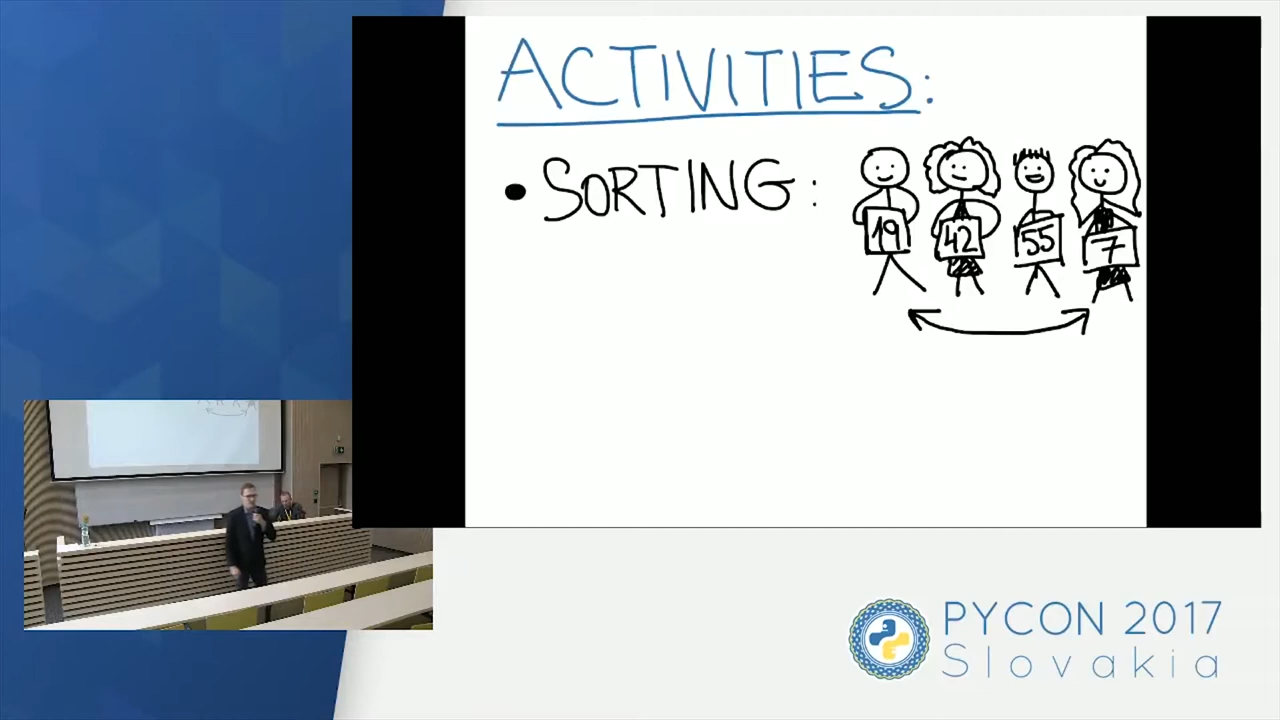 ACTIVITIES:
• SORTING:
19 42 55 7
PYCON 2017
Slovakia